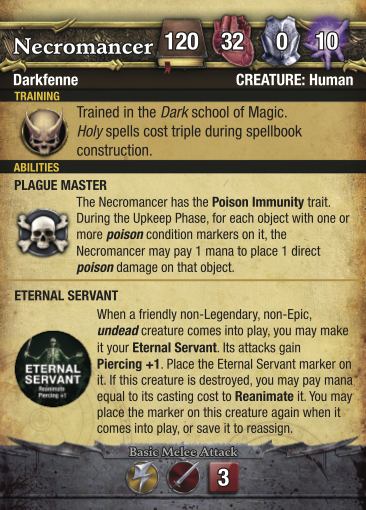 Necromancer 120 32 0 10
Darkfenne CREATURE: Human
TRAINING
Trained in the Dark school of Magic.
Holy spells cost triple during spellbook
construction.
ABILITIES
PLAGUE MASTER
The Necromancer has the Poison Immunity trait.
During the Upkeep Phase, for each object with one or
more poison condition markers on it, the
Necromancer may pay 1 mana to place 1 direct
poison damage on that object.
ETERNAL SERVANT
When a friendly non-Legendary, non-Epic,
undead creature comes into play, you may make
it your Eternal Servant. Its attacks gain
Piercing +1. Place the Eternal Servant marker on
it. If this creature is destroyed, you may pay mana
equal to its casting cost to Reanimate it. You may
place the marker on this creature again when it
comes into play, or save it to reassign.
ETERNAL
SERVANT
Reanimate
Piercing +1
Basic Melee Attack
3